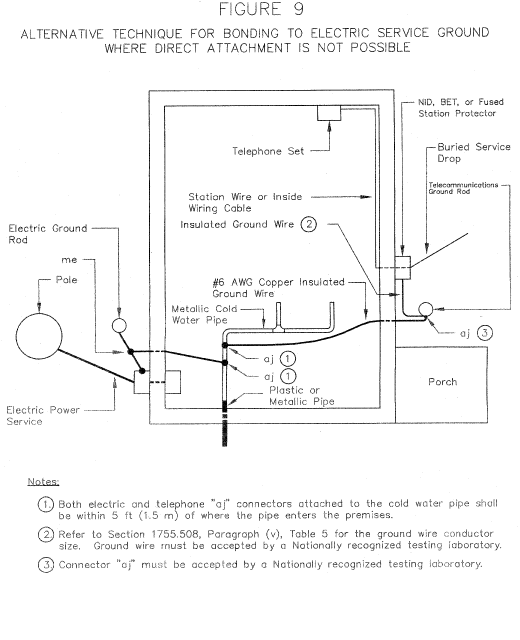 FIGURE 9
ALTERNATIVE TECHNIQUE FOR BONDING TO ELECTRIC SERVICE GROUND
WHERE DIRECT ATTACHMENT IS NOT POSSIBLE
NID, BET, or Fused
Station Protector
Telephone Set
Buried Service
Drop
Telecommunications
Ground Rod
Station Wire or Inside
Wiring Cable
Insulated Ground Wire 2
Electric Ground
Rod
me
Pole
#6 AWG Copper Insulated
Ground Wire
Metallic Cold
Water Pipe
aj 3
me
aj 1
aj 1
Plastic or
Metallic Pipe
Porch
Electric Power
Service
Notes:
1. Both electric and telephone "aj" connectors attached to the cold water pipe shall
be within 5 ft (1.5 m) of where the pipe enters the premises.
2. Refer to Section 1755.508, Paragraph (v), Table 5 for the ground wire conductor
size. Ground wire must be accepted by a Nationally recognized testing laboratory.
3 Connector "aj" must be accepted by a Nationally recognized testing laboratory.